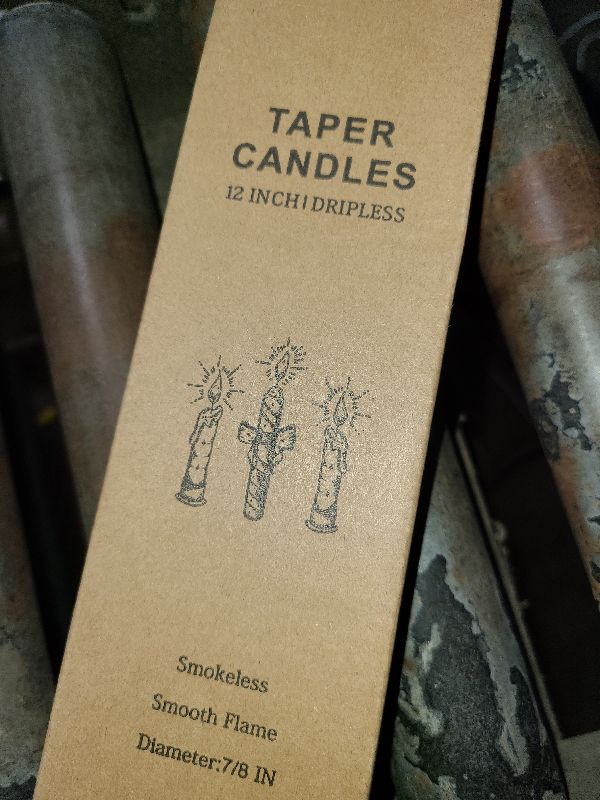 TAPER
CANDLES
12 INCH|DRIPLESS
Smokeless
Smooth Flame
Diameter:7/8 IN